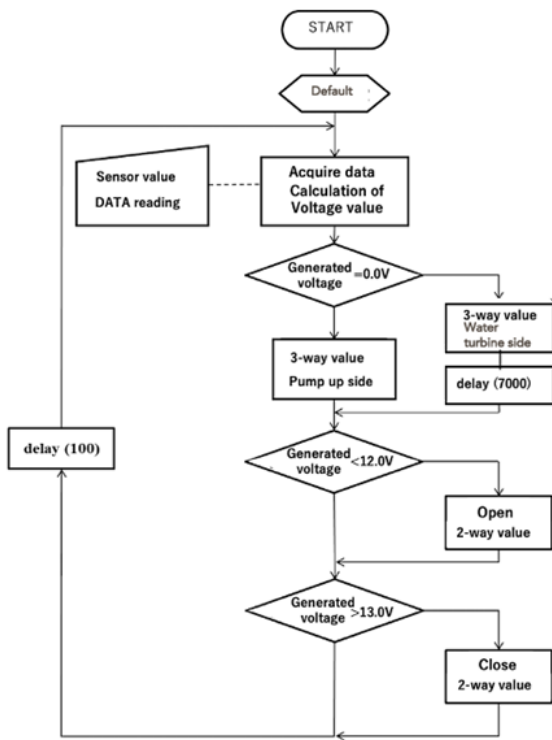 START
Default
Sensor value
DATA reading
Acquire data
Calculation of
Voltage value
Generated
voltage =0.0V
3-way value
Water
turbine side
3-way value
Pump up side
delay (7000)
delay (100)
Generated
voltage <12.0V
Open
2-way value
Generated
voltage >13.0V
Close
2-way value